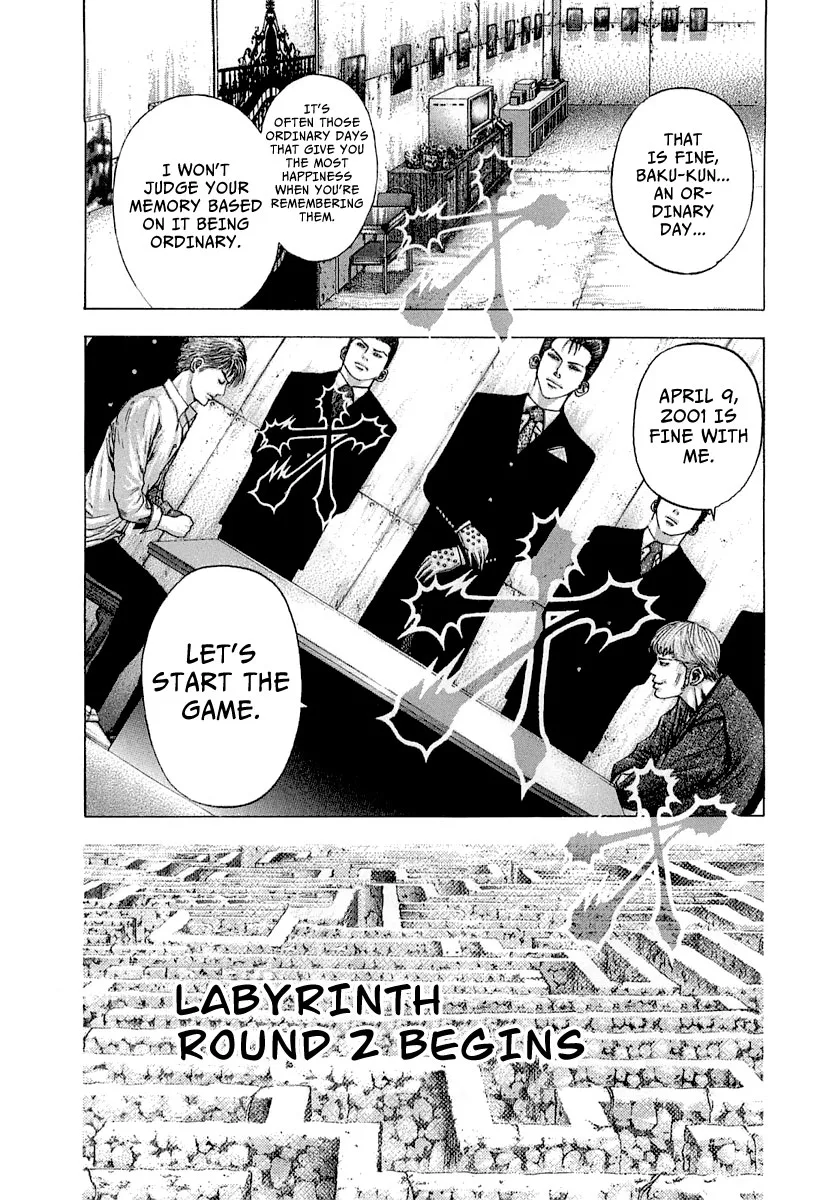 THAT
IS FINE,
BAKU-KUN...
AN OR-
DINARY
DAY...
IT'S
OFTEN THOSE
ORDINARY DAYS
THAT GIVE YOU
THE MOST
HAPPINESS
WHEN YOU'RE
REMEMBERING
THEM.
I WON'T
JUDGE YOUR
MEMORY BASED
ON IT BEING
ORDINARY.
APRIL 9,
2001 IS
FINE WITH
ME.
LET'S
START THE
GAME.
LABYRINTH
ROUND 2 BEGINS